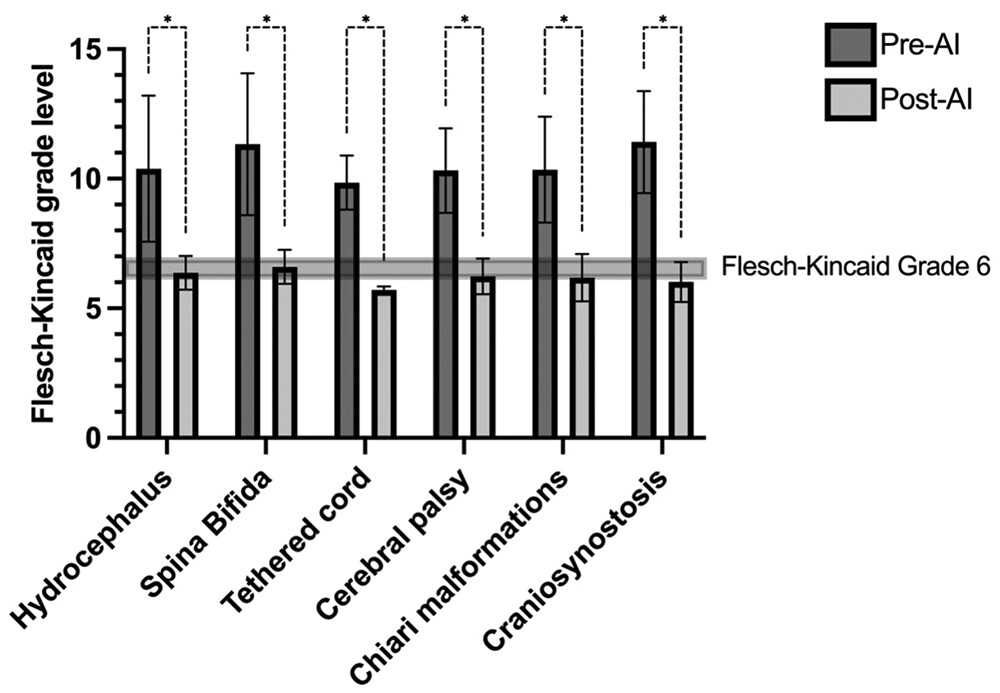 * * * * * *
Pre-AI
Post-AI
Flesch-Kincaid grade level
15
10
5
0
Flesch-Kincaid Grade 6
Hydrocephalus
Spina Bifida
Tethered cord
Cerebral palsy
Chiari malformations
Craniosynostosis